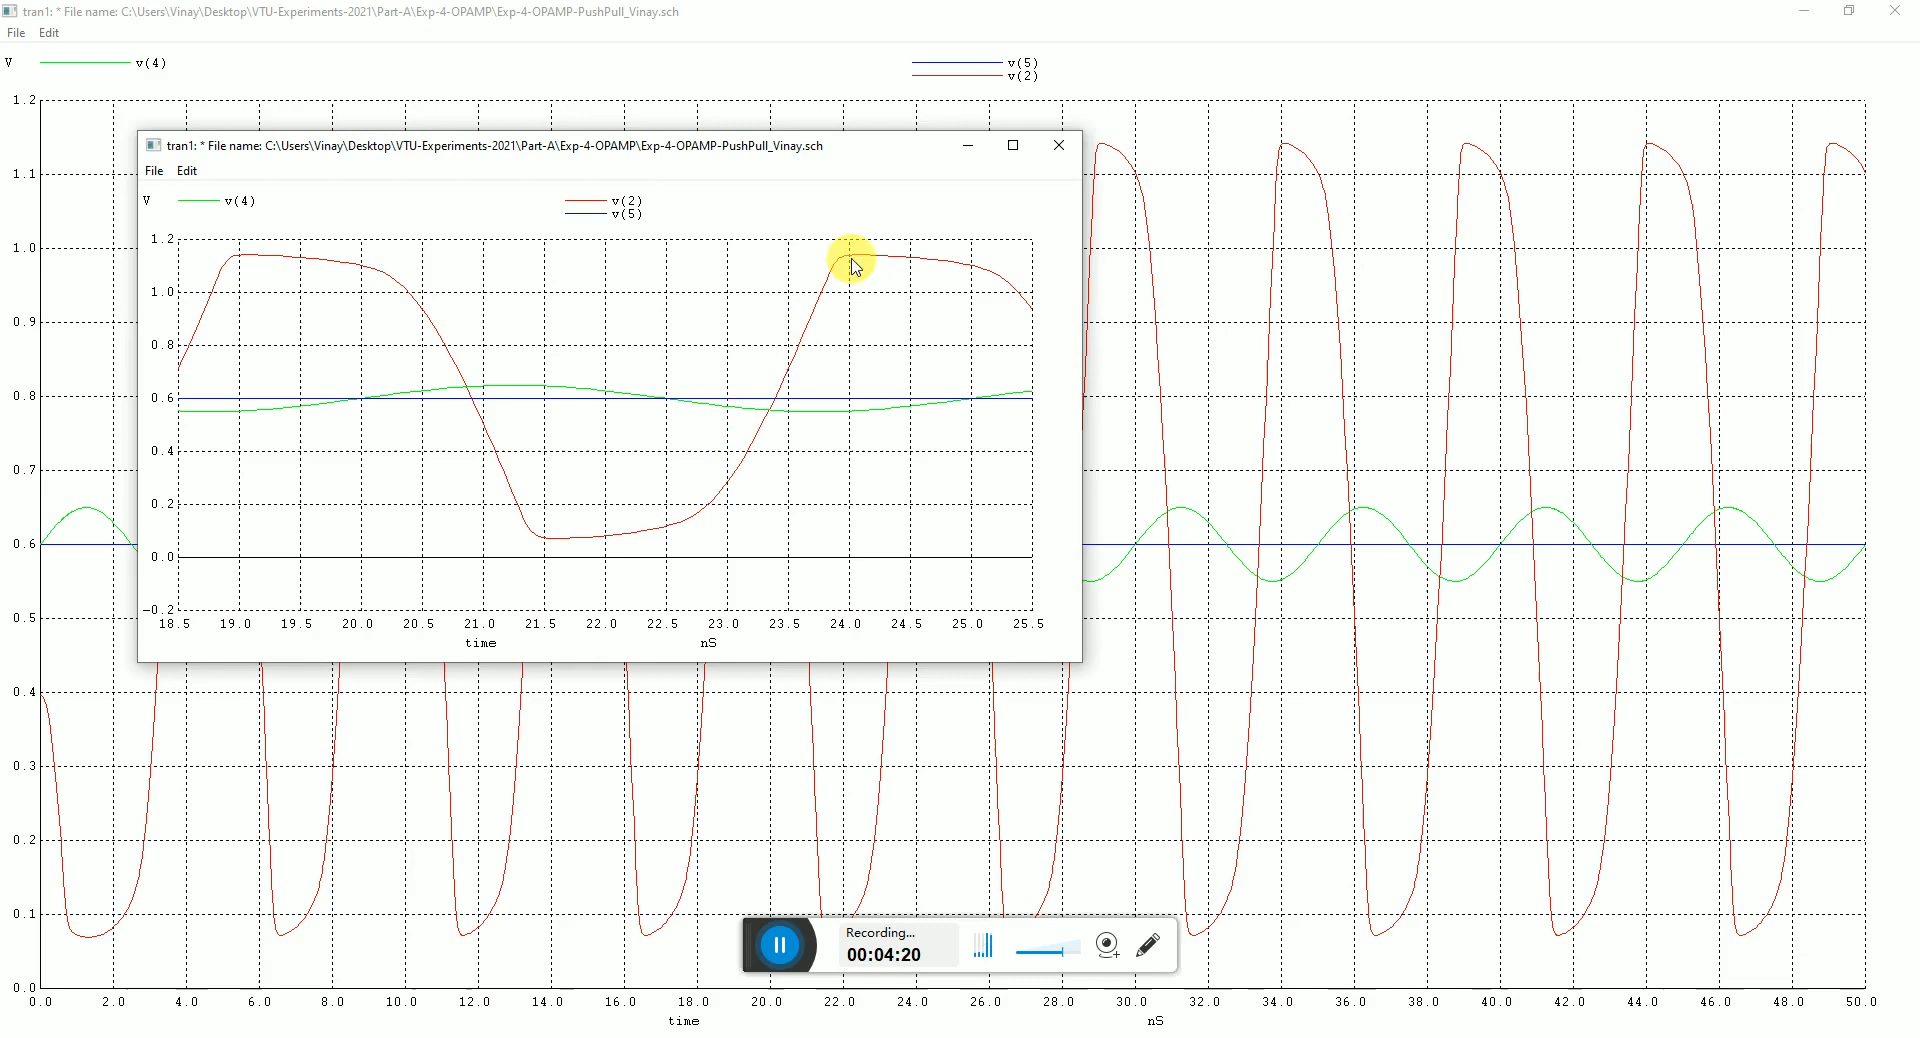 tran1: * File name: C:\Users\Vinay\Desktop\VTU-Experiments-2021\Part-A\Exp-4-OPAMP\Exp-4-OPAMP-PushPull_Vinay.sch
File Edit
V v(4) v(5)
v(2)
1.2
1.1
1.0
0.9
0.8
0.7
0.6
0.5
0.4
0.3
0.2
0.1
0.0
0.0 2.0 4.0 6.0 8.0 10.0 12.0 14.0 16.0 18.0 20.0 22.0 24.0 26.0 28.0 30.0 32.0 34.0 36.0 38.0 40.0 42.0 44.0 46.0 48.0 50.0
time nS
tran1: * File name: C:\Users\Vinay\Desktop\VTU-Experiments-2021\Part-A\Exp-4-OPAMP\Exp-4-OPAMP-PushPull_Vinay.sch
File Edit
V v(4) v(2)
v(5)
1.2
1.0
0.8
0.6
0.4
0.2
0.0
-0.2
18.5 19.0 19.5 20.0 20.5 21.0 21.5 22.0 22.5 23.0 23.5 24.0 24.5 25.0 25.5
time nS
Recording...
00:04:20